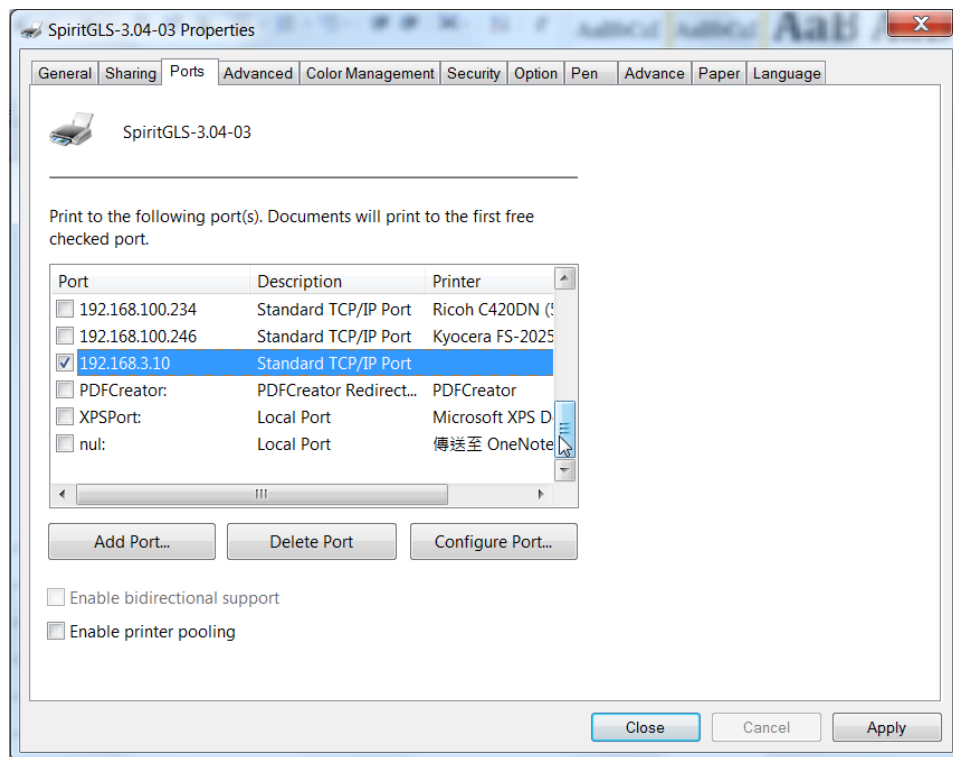 SpiritGLS-3.04-03 Properties
General Sharing Ports Advanced Color Management Security Option Pen Advance Paper Language
SpiritGLS-3.04-03
Print to the following port(s). Documents will print to the first free
checked port.
Port Description Printer
192.168.100.234 Standard TCP/IP Port Ricoh C420DN (
192.168.100.246 Standard TCP/IP Port Kyocera FS-2025
192.168.3.10 Standard TCP/IP Port
PDFCreator: PDFCreator Redirect... PDFCreator
XPSPort: Local Port Microsoft XPS D
nul: Local Port 傳送至 OneNote
Add Port... Delete Port Configure Port...
Enable bidirectional support
Enable printer pooling
Close Cancel Apply